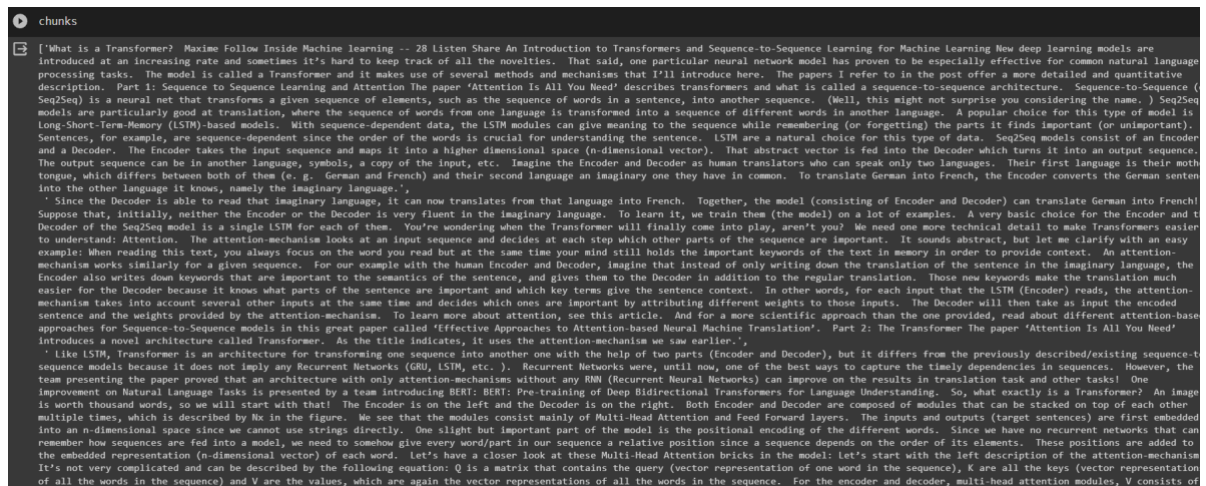 chunks
['What is a Transformer?  Maxime Follow Inside Machine learning -- 28 Listen Share An Introduction to Transformers and Sequence-to-Sequence Learning for Machine Learning New deep learning models are
introduced at an increasing rate and sometimes it's hard to keep track of all the novelties.  That said, one particular neural network model has proven to be especially effective for common natural language
processing tasks.  The model is called a Transformer and it makes use of several methods and mechanisms that I'll introduce here.  The papers I refer to in the post offer a more detailed and quantitative
description.  Part 1: Sequence to Sequence Learning and Attention The paper 'Attention Is All You Need' describes transformers and what is called a sequence-to-sequence architecture.  Sequence-to-Sequence (
Seq2Seq) is a neural net that transforms a given sequence of elements, such as the sequence of words in a sentence, into another sequence.  (Well, this might not surprise you considering the name. ) Seq2Seq
models are particularly good at translation, where the sequence of words from one language is transformed into a sequence of different words in another language.  A popular choice for this type of model is
Long-Short-Term-Memory (LSTM)-based models.  With sequence-dependent data, the LSTM modules can give meaning to the sequence while remembering (or forgetting) the parts it finds important (or unimportant).
Sentences, for example, are sequence-dependent since the order of the words is crucial for understanding the sentence.  LSTM are a natural choice for this type of data.  Seq2Seq models consist of an Encoder
and a Decoder.  The Encoder takes the input sequence and maps it into a higher dimensional space (n-dimensional vector).  That abstract vector is fed into the Decoder which turns it into an output sequence.
The output sequence can be in another language, symbols, a copy of the input, etc.  Imagine the Encoder and Decoder as human translators who can speak only two languages.  Their first language is their moth
tongue, which differs between both of them (e. g.  German and French) and their second language an imaginary one they have in common.  To translate German into French, the Encoder converts the German senten
into the other language it knows, namely the imaginary language.',
' Since the Decoder is able to read that imaginary language, it can now translates from that language into French.  Together, the model (consisting of Encoder and Decoder) can translate German into French!
Suppose that, initially, neither the Encoder or the Decoder is very fluent in the imaginary language.  To learn it, we train them (the model) on a lot of examples.  A very basic choice for the Encoder and t
Decoder of the Seq2Seq model is a single LSTM for each of them.  You're wondering when the Transformer will finally come into play, aren't you?  We need one more technical detail to make Transformers easier
to understand: Attention.  The attention-mechanism looks at an input sequence and decides at each step which other parts of the sequence are important.  It sounds abstract, but let me clarify with an easy
example: When reading this text, you always focus on the word you read but at the same time your mind still holds the important keywords of the text in memory in order to provide context.  An attention-
mechanism works similarly for a given sequence.  For our example with the human Encoder and Decoder, imagine that instead of only writing down the translation of the sentence in the imaginary language, the
Encoder also writes down keywords that are important to the semantics of the sentence, and gives them to the Decoder in addition to the regular translation.  Those new keywords make the translation much
easier for the Decoder because it knows what parts of the sentence are important and which key terms give the sentence context.  In other words, for each input that the LSTM (Encoder) reads, the attention-
mechanism takes into account several other inputs at the same time and decides which ones are important by attributing different weights to those inputs.  The Decoder will then take as input the encoded
sentence and the weights provided by the attention-mechanism.  To learn more about attention, see this article.  And for a more scientific approach than the one provided, read about different attention-base
approaches for Sequence-to-Sequence models in this great paper called 'Effective Approaches to Attention-based Neural Machine Translation'.  Part 2: The Transformer The paper 'Attention Is All You Need'
introduces a novel architecture called Transformer.  As the title indicates, it uses the attention-mechanism we saw earlier.',
' Like LSTM, Transformer is an architecture for transforming one sequence into another one with the help of two parts (Encoder and Decoder), but it differs from the previously described/existing sequence-t
sequence models because it does not imply any Recurrent Networks (GRU, LSTM, etc. ).  Recurrent Networks were, until now, one of the best ways to capture the timely dependencies in sequences.  However, the
team presenting the paper proved that an architecture with only attention-mechanisms without any RNN (Recurrent Neural Networks) can improve on the results in translation task and other tasks!  One
improvement on Natural Language Tasks is presented by a team introducing BERT: BERT: Pre-training of Deep Bidirectional Transformers for Language Understanding.  So, what exactly is a Transformer?  An image
is worth thousand words, so we will start with that!  The Encoder is on the left and the Decoder is on the right.  Both Encoder and Decoder are composed of modules that can be stacked on top of each other
multiple times, which is described by Nx in the figure.  We see that the modules consist mainly of Multi-Head Attention and Feed Forward layers.  The inputs and outputs (target sentences) are first embedded
into an n-dimensional space since we cannot use strings directly.  One slight but important part of the model is the positional encoding of the different words.  Since we have no recurrent networks that can
remember how sequences are fed into a model, we need to somehow give every word/part in our sequence a relative position since a sequence depends on the order of its elements.  These positions are added to
the embedded representation (n-dimensional vector) of each word.  Let's have a closer look at these Multi-Head Attention bricks in the model: Let's start with the left description of the attention-mechanism
It's not very complicated and can be described by the following equation: Q is a matrix that contains the query (vector representation of one word in the sequence), K are all the keys (vector representation
of all the words in the sequence) and V are the values, which are again the vector representations of all the words in the sequence.  For the encoder and decoder, multi-head attention modules, V consists of